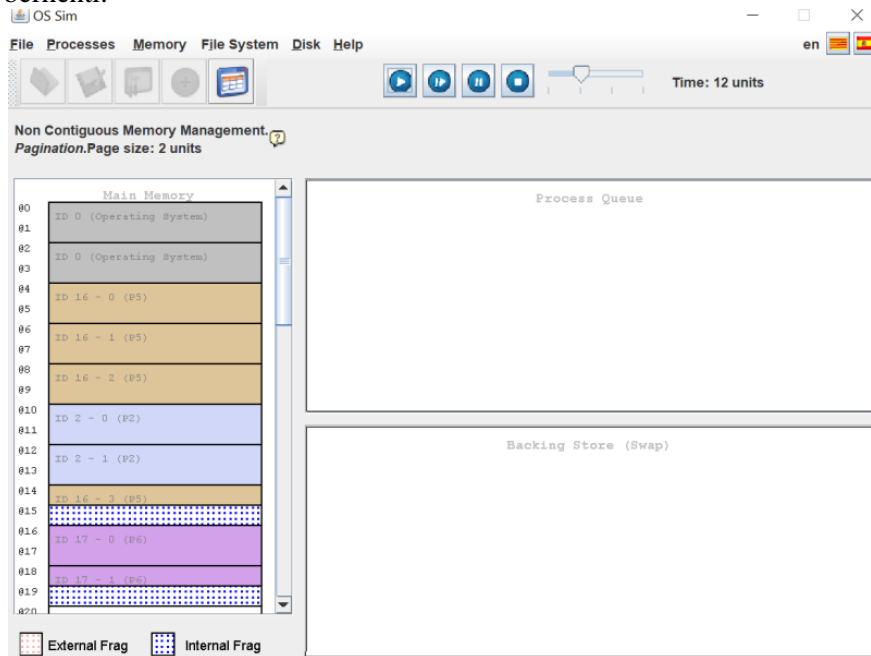 OS Sim
File Processes Memory File System Disk Help en
Time: 12 units
Non Contiguous Memory Management.
Pagination.Page size: 2 units
Main Memory
Process Queue
@0
ID 0 (Operating System)
@1
@2
ID 0 (Operating System)
@3
@4
ID 16 - 0 (P5)
@5
@6
ID 16 - 1 (P5)
@7
@8
ID 16 - 2 (P5)
@9
@10
ID 2 - 0 (P2)
@11
@12
ID 2 - 1 (P2)
@13
@14
ID 16 - 3 (P5)
@15
@16
ID 17 - 0 (P6)
@17
@18
ID 17 - 1 (P6)
@19
@20
Backing Store (Swap)
External Frag Internal Frag